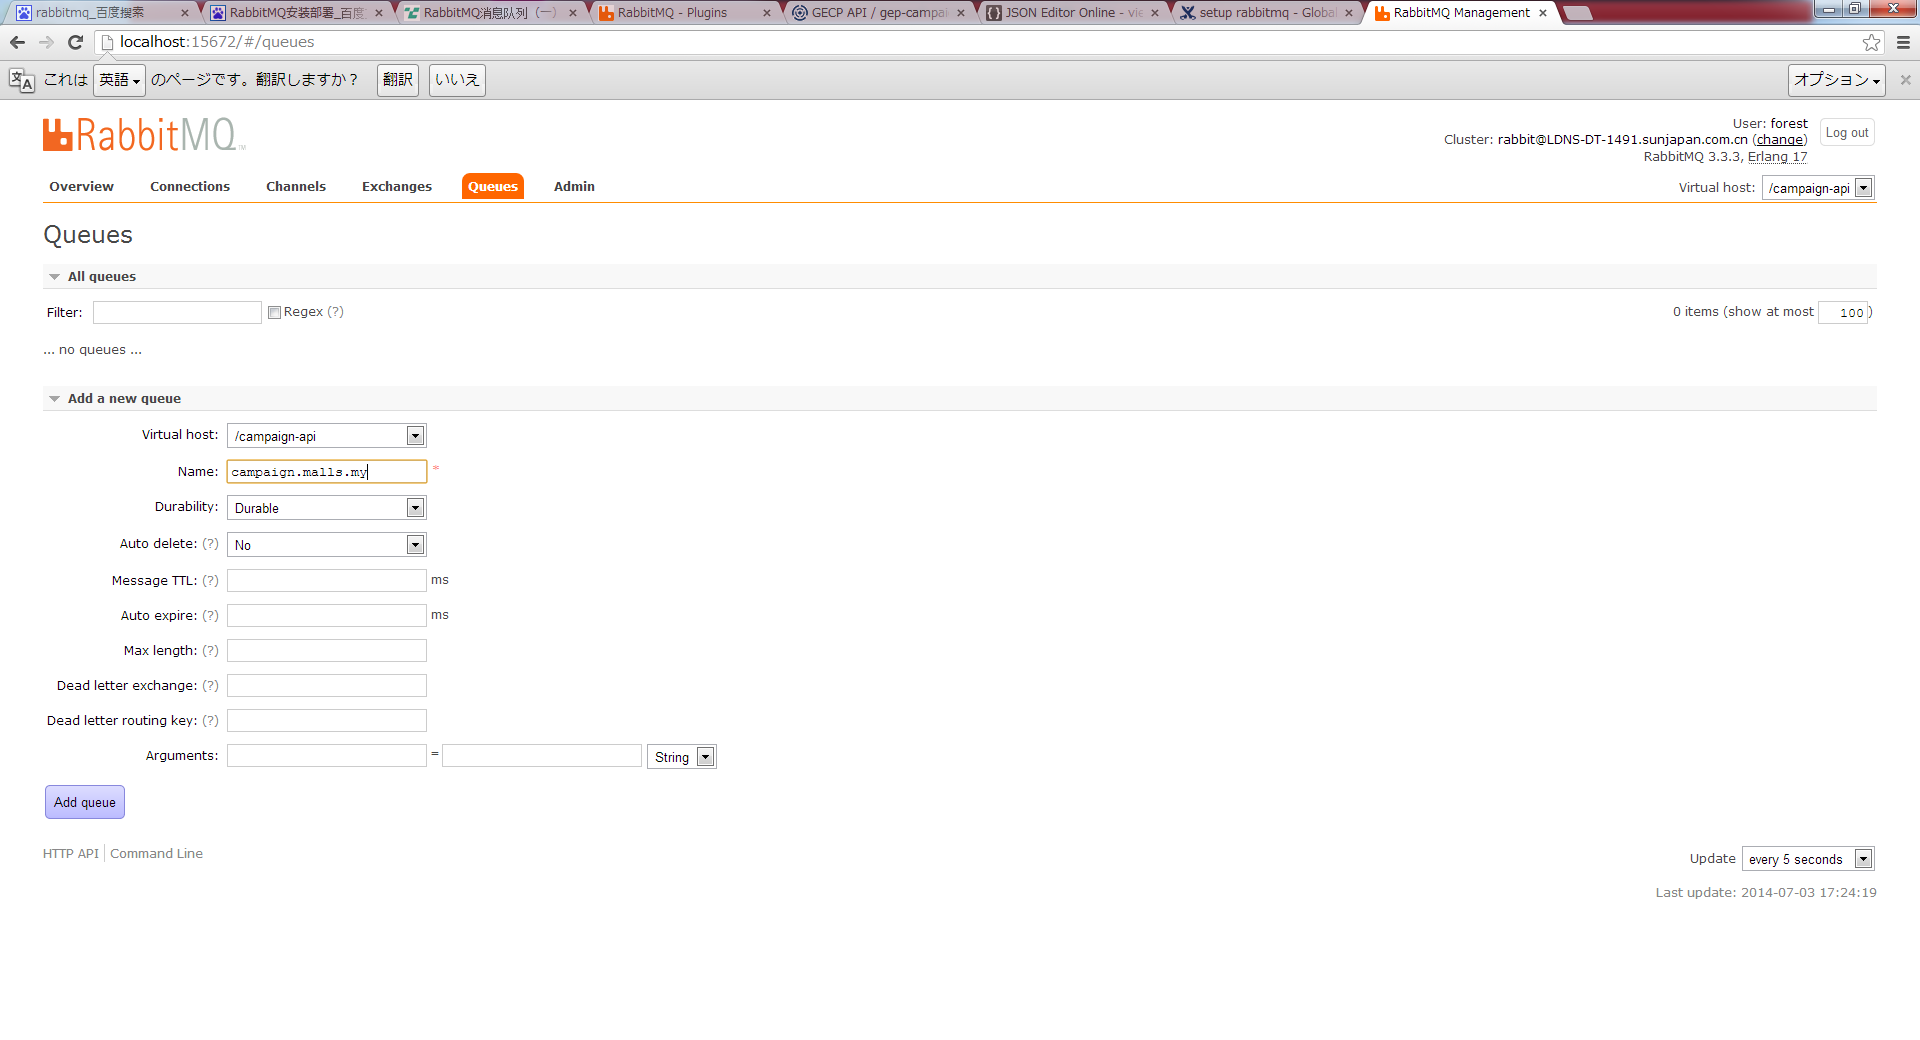 rabbitmq_百度搜索
RabbitMQ安装部署_百度
RabbitMQ消息队列（一）
RabbitMQ - Plugins
GECP API / gep-campai
JSON Editor Online - vie
setup rabbitmq - Global
RabbitMQ Management
localhost:15672/#/queues
これは 英語 のページです。翻訳しますか？ 翻訳 いいえ オプション
RabbitMQ™
User: forest
Log out
Cluster: rabbit@LDNS-DT-1491.sunjapan.com.cn (change)
RabbitMQ 3.3.3, Erlang 17
Overview Connections Channels Exchanges Queues Admin
Virtual host: /campaign-api
Queues
All queues
Filter: Regex (?) 0 items (show at most 100)
... no queues ...
Add a new queue
Virtual host: /campaign-api
Name: campaign.malls.my *
Durability: Durable
Auto delete: (?) No
Message TTL: (?) ms
Auto expire: (?) ms
Max length: (?)
Dead letter exchange: (?)
Dead letter routing key: (?)
Arguments: = String
Add queue
HTTP API Command Line
Update every 5 seconds
Last update: 2014-07-03 17:24:19